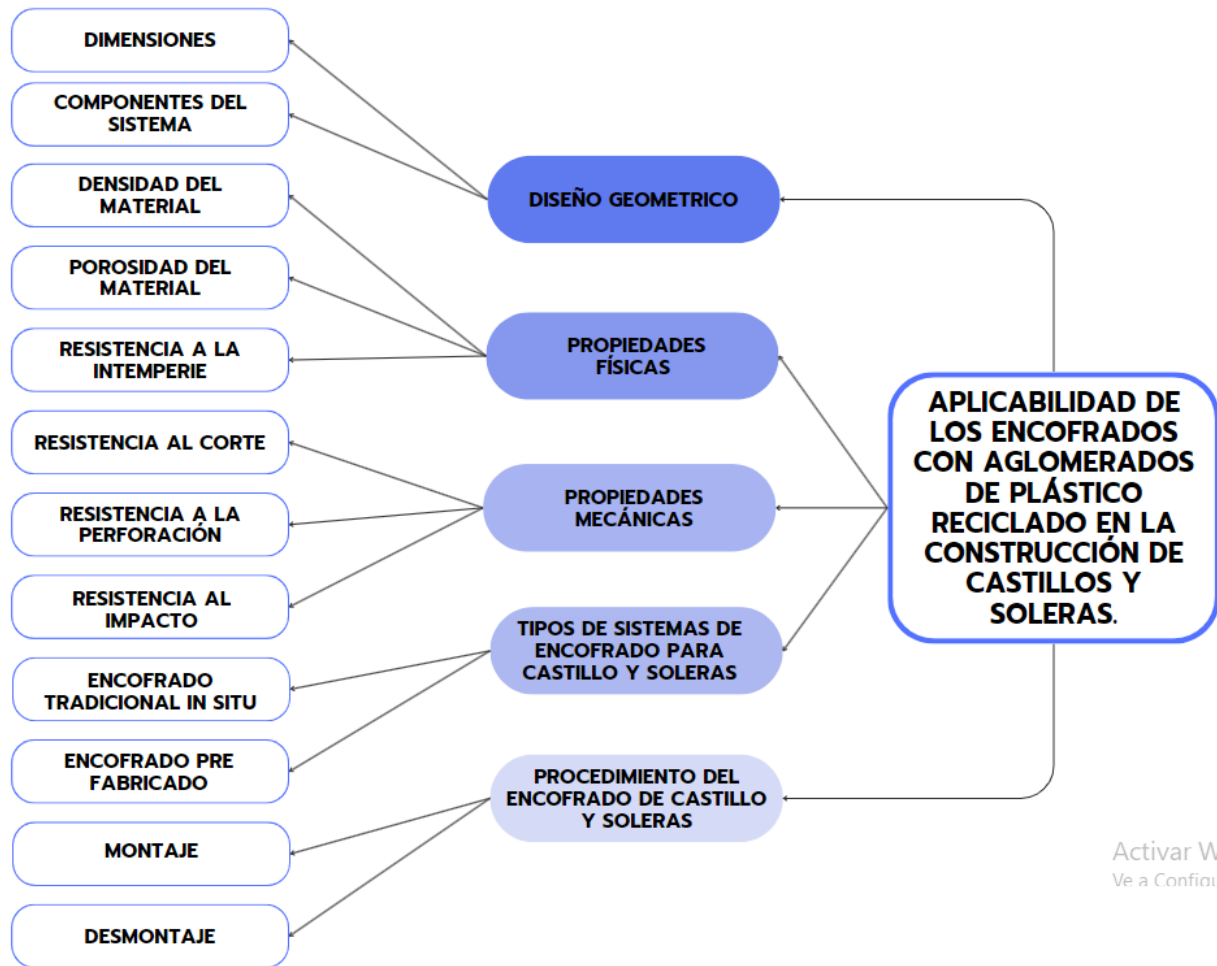 DIMENSIONES
COMPONENTES DEL
SISTEMA
DENSIDAD DEL
MATERIAL
POROSIDAD DEL
MATERIAL
RESISTENCIA A LA
INTEMPERIE
RESISTENCIA AL CORTE
RESISTENCIA A LA
PERFORACIÓN
RESISTENCIA AL
IMPACTO
ENCOFRADO
TRADICIONAL IN SITU
ENCOFRADO PRE
FABRICADO
MONTAJE
DESMONTAJE
DISEÑO GEOMETRICO
PROPIEDADES
FÍSICAS
PROPIEDADES
MECÁNICAS
TIPOS DE SISTEMAS DE
ENCOFRADO PARA
CASTILLO Y SOLERAS
PROCEDIMIENTO DEL
ENCOFRADO DE CASTILLO
Y SOLERAS
APLICABILIDAD DE
LOS ENCOFRADOS
CON AGLOMERADOS
DE PLÁSTICO
RECICLADO EN LA
CONSTRUCCIÓN DE
CASTILLOS Y
SOLERAS.
Activar W
Ve a Configu